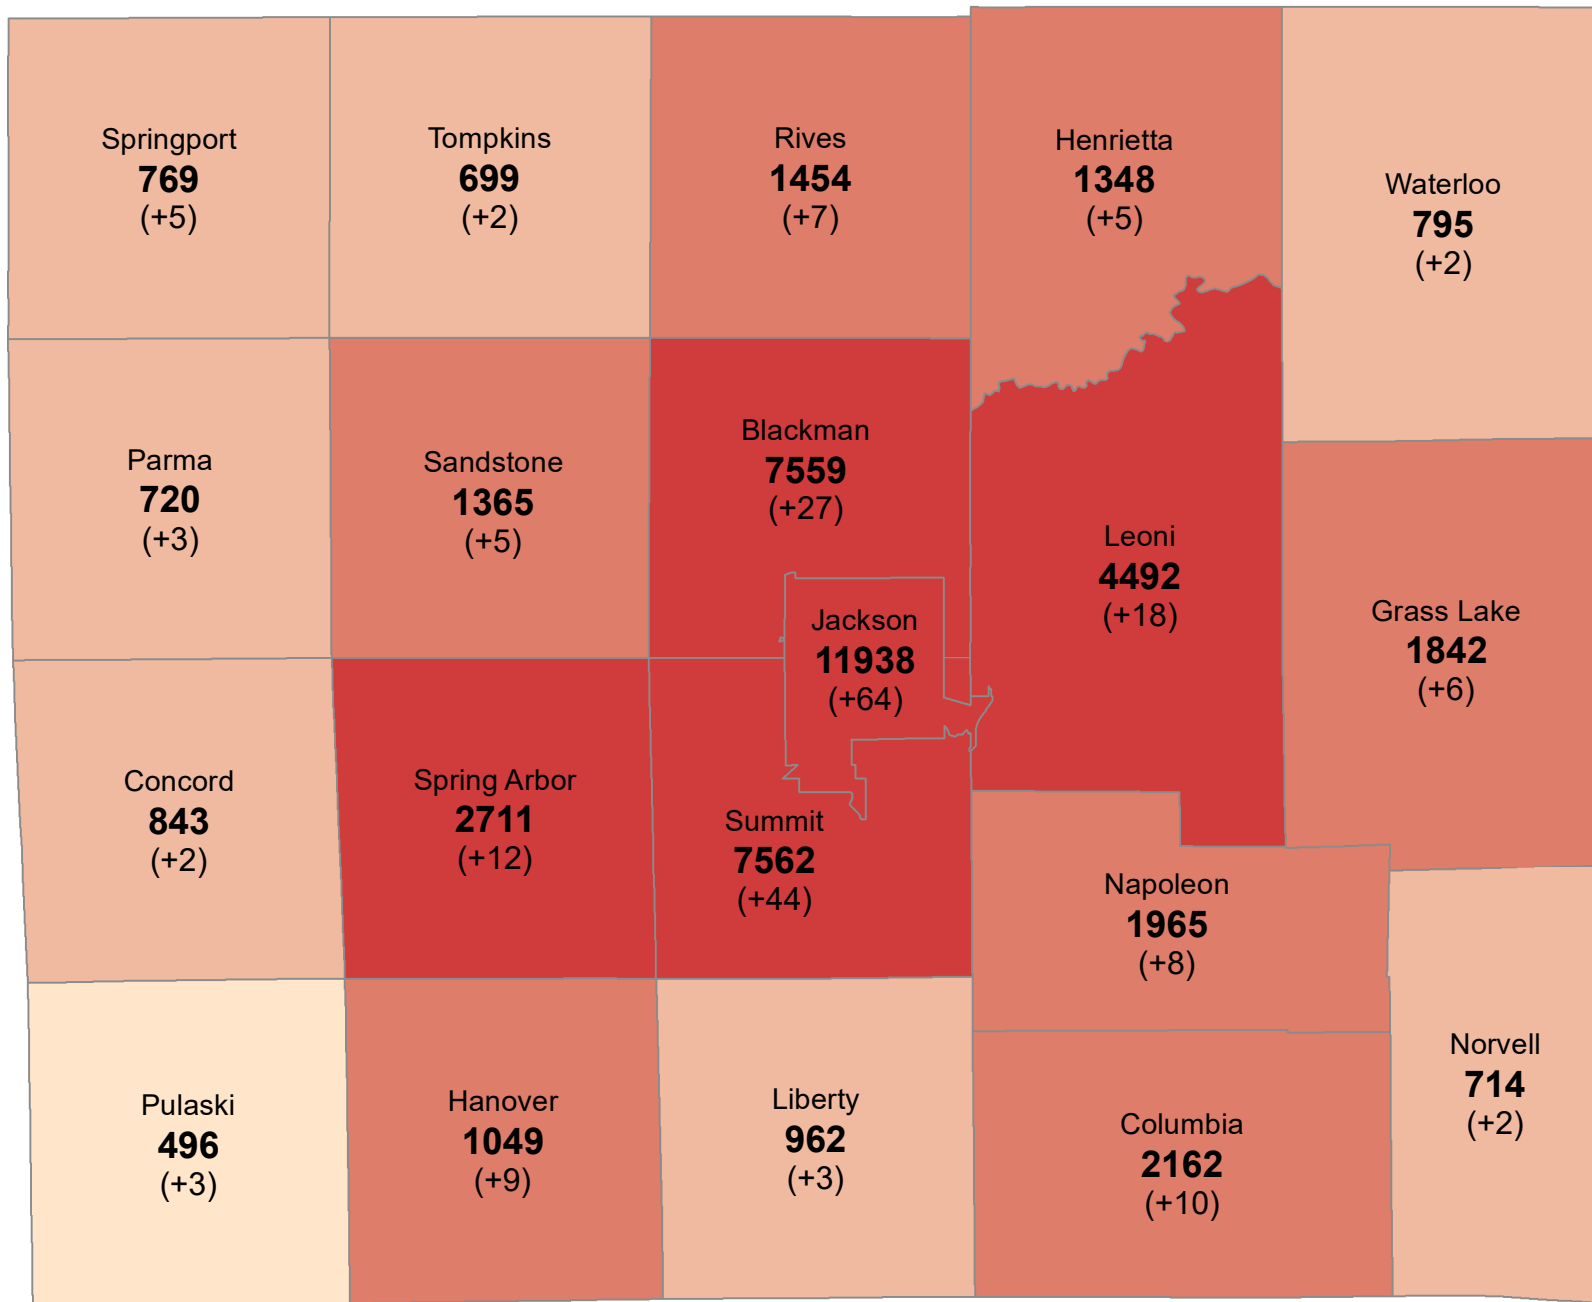 Springport
769
(+5)
Tompkins
699
(+2)
Rives
1454
(+7)
Henrietta
1348
(+5)
Waterloo
795
(+2)
Parma
720
(+3)
Sandstone
1365
(+5)
Blackman
7559
(+27)
Leoni
4492
(+18)
Jackson
11938
(+64)
Grass Lake
1842
(+6)
Concord
843
(+2)
Spring Arbor
2711
(+12)
Summit
7562
(+44)
Napoleon
1965
(+8)
Norvell
714
(+2)
Pulaski
496
(+3)
Hanover
1049
(+9)
Liberty
962
(+3)
Columbia
2162
(+10)